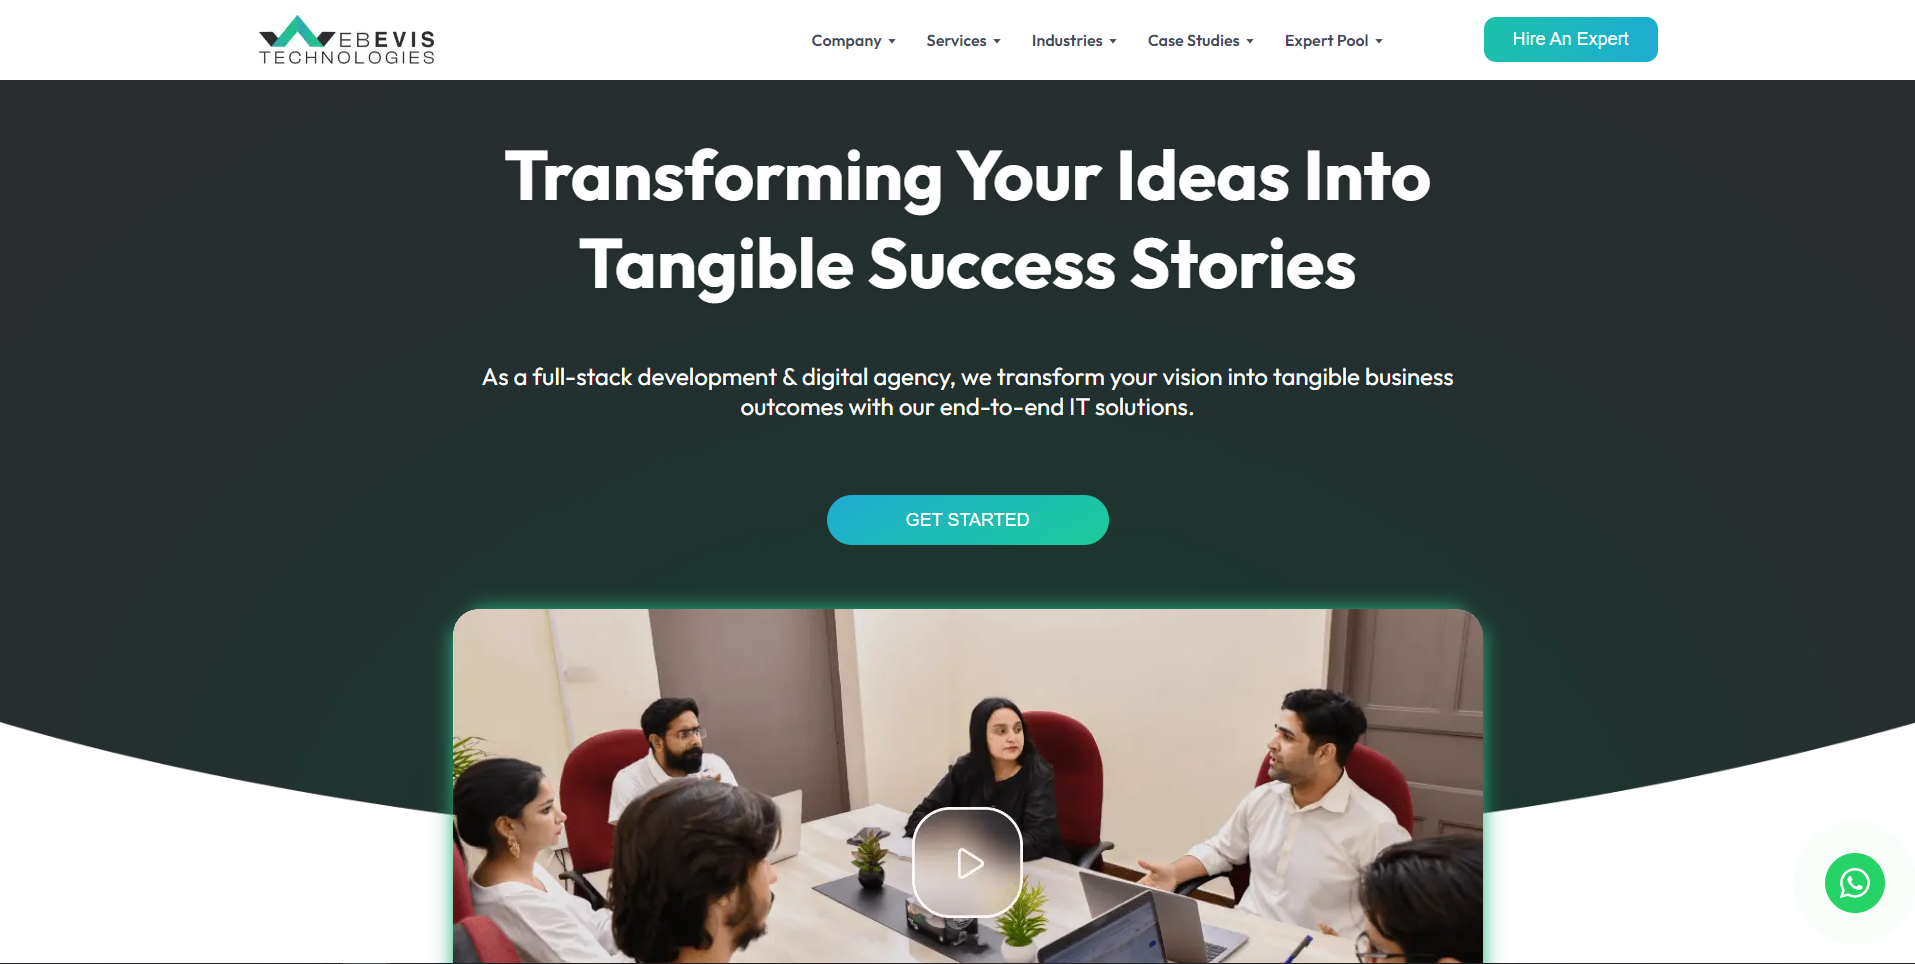 WEBEVIS
TECHNOLOGIES
Company
Services
Industries
Case Studies
Expert Pool
Hire An Expert
Transforming Your Ideas Into
Tangible Success Stories
As a full-stack development & digital agency, we transform your vision into tangible business
outcomes with our end-to-end IT solutions.
GET STARTED